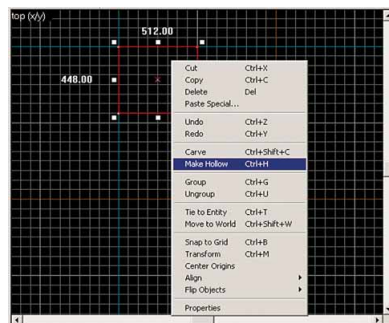 top (x/y)
512.00
448.00
Cut Ctrl+X
Copy Ctrl+C
Delete Del
Paste Special...
Undo Ctrl+Z
Redo Ctrl+Y
Carve Ctrl+Shift+C
Make Hollow Ctrl+H
Group Ctrl+G
Ungroup Ctrl+U
Tie to Entity Ctrl+T
Move to World Ctrl+Shift+W
Snap to Grid Ctrl+B
Transform Ctrl+M
Center Origins
Align
Flip Objects
Properties